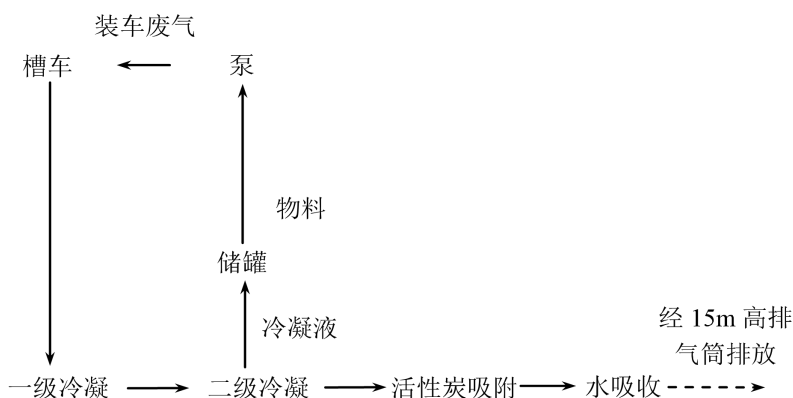 装车废气
槽车
泵
物料
储罐
冷凝液
经 15m 高排
气筒排放
一级冷凝
二级冷凝
活性炭吸附
水吸收